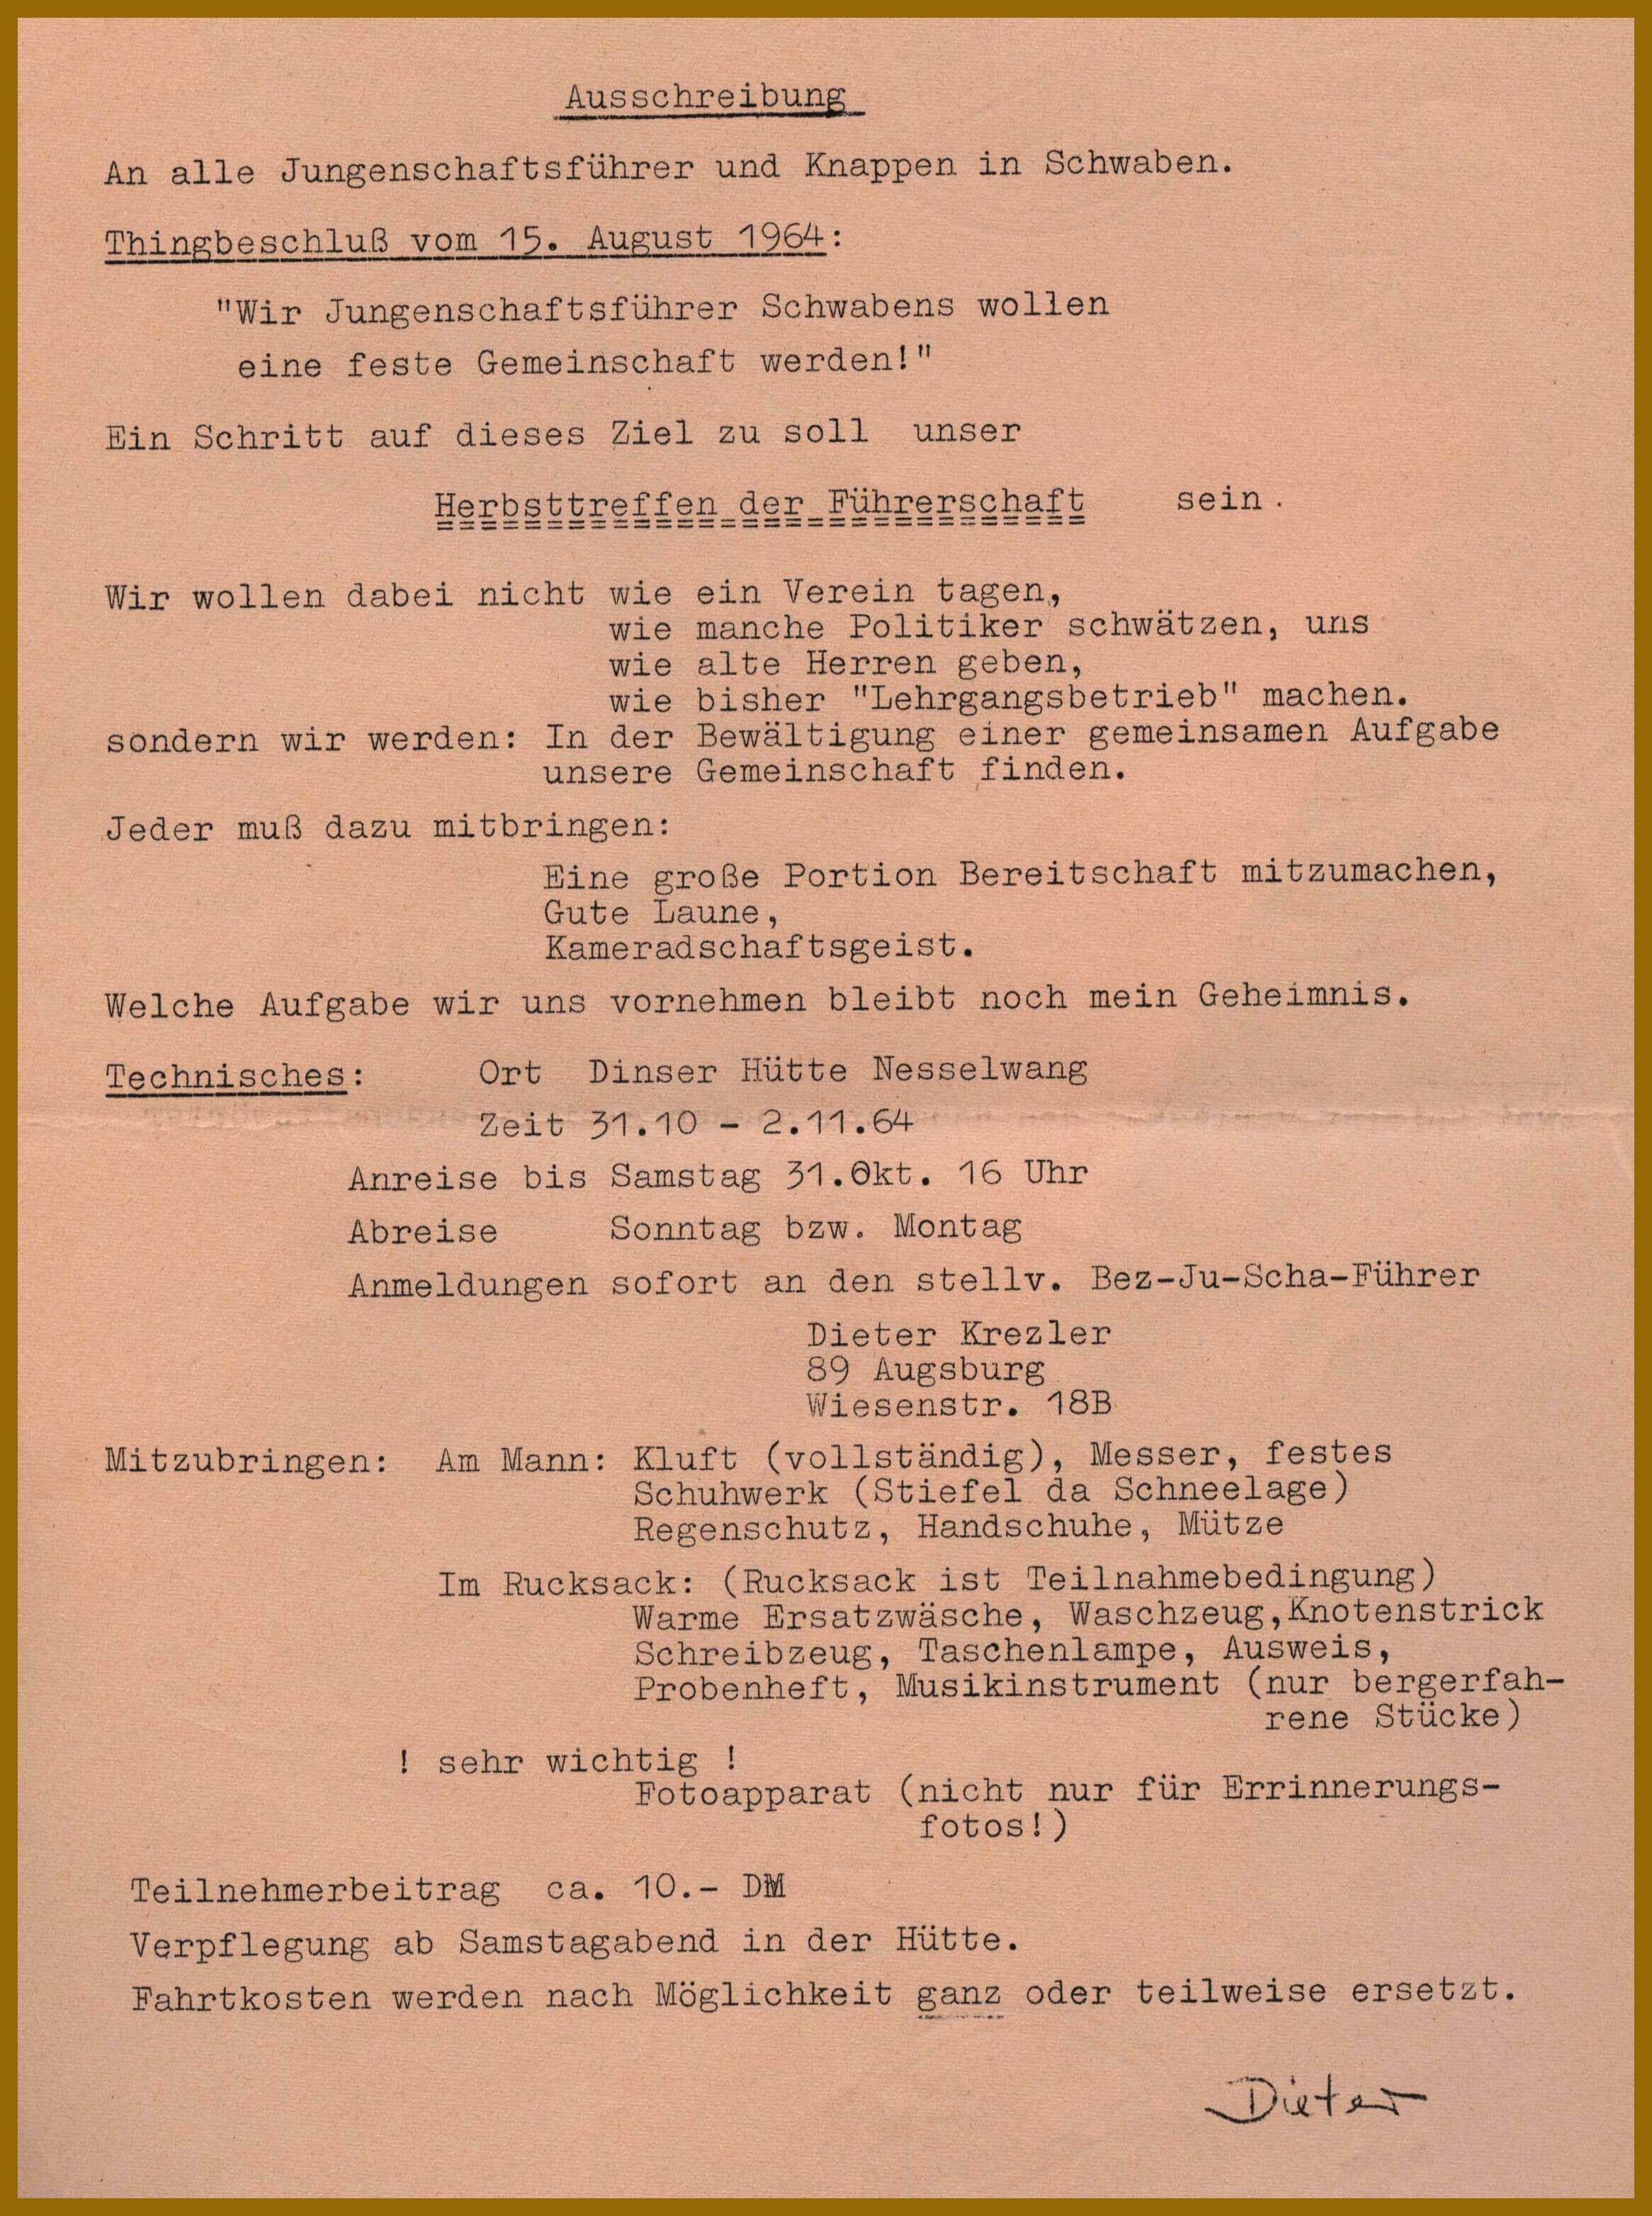 Ausschreibung
An alle Jungenschaftsführer und Knappen in Schwaben.
Thingbeschluß vom 15. August 1964:
"Wir Jungenschaftsführer Schwabens wollen
eine feste Gemeinschaft werden!"
Ein Schritt auf dieses Ziel zu soll unser
Herbsttreffen der Führerschaft sein.
Wir wollen dabei nicht wie ein Verein tagen,
wie manche Politiker schwätzen, uns
wie alte Herren geben,
wie bisher "Lehrgangsbetrieb" machen.
sondern wir werden: In der Bewältigung einer gemeinsamen Aufgabe
unsere Gemeinschaft finden.
Jeder muß dazu mitbringen:
Eine große Portion Bereitschaft mitzumachen,
Gute Laune,
Kameradschaftsgeist.
Welche Aufgabe wir uns vornehmen bleibt noch mein Geheimnis.
Technisches: Ort Dinser Hütte Nesselwang
Zeit 31.10 - 2.11.64
Anreise bis Samstag 31.Okt. 16 Uhr
Abreise Sonntag bzw. Montag
Anmeldungen sofort an den stellv. Bez-Ju-Scha-Führer
Dieter Krezler
89 Augsburg
Wiesenstr. 18B
Mitzubringen: Am Mann: Kluft (vollständig), Messer, festes
Schuhwerk (Stiefel da Schneelage)
Regenschutz, Handschuhe, Mütze
Im Rucksack: (Rucksack ist Teilnahmebedingung)
Warme Ersatzwäsche, Waschzeug,Knotenstrick
Schreibzeug, Taschenlampe, Ausweis,
Probenheft, Musikinstrument (nur bergerfah-
rene Stücke)
! sehr wichtig !
Fotoapparat (nicht nur für Errinnerungs-
fotos!)
Teilnehmerbeitrag ca. 10.- DM
Verpflegung ab Samstagabend in der Hütte.
Fahrtkosten werden nach Möglichkeit ganz oder teilweise ersetzt.
Dieter